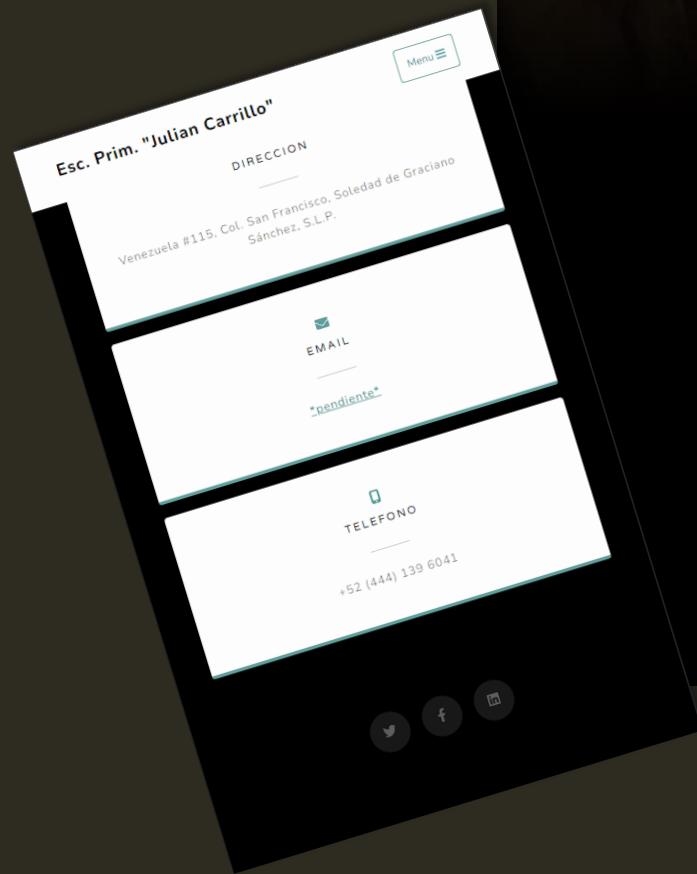 Menu
Esc. Prim. "Julian Carrillo"
DIRECCION
Venezuela #115, Col. San Francisco, Soledad de Graciano
Sánchez, S.L.P.
EMAIL
*pendiente*
TELEFONO
+52 (444) 139 6041